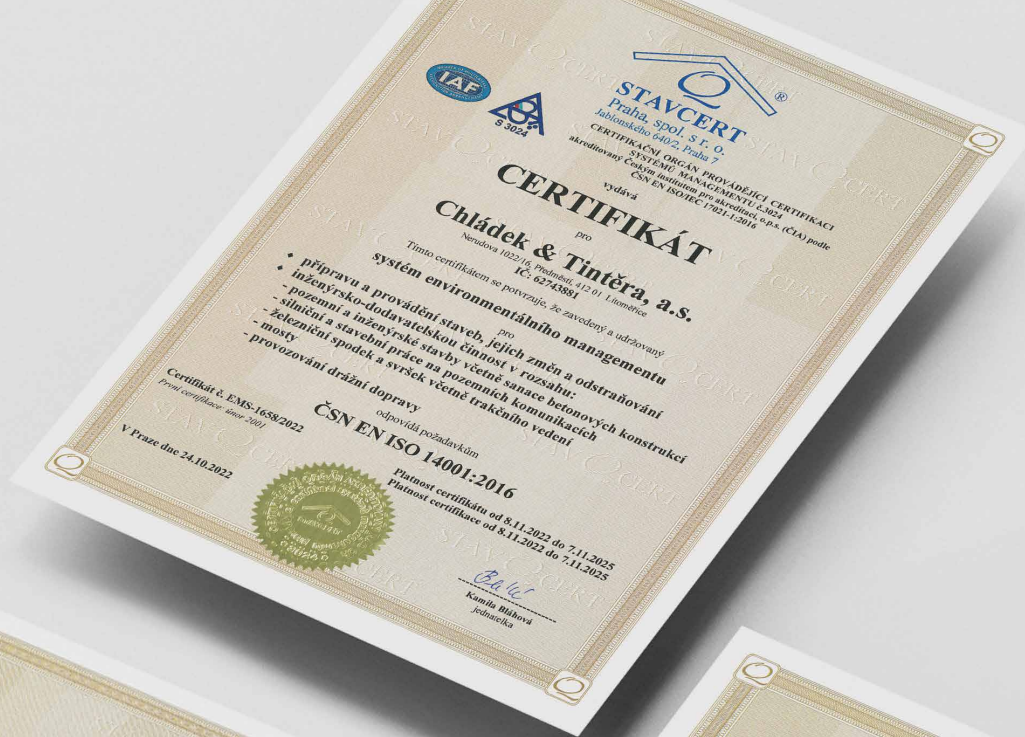 IAF
S 3024
Q
®
STAVCERT
Praha, spol. s r. o.
Jablonského 640/2, Praha 7
CERTIFIKAČNÍ ORGÁN PROVÁDĚJÍCÍ CERTIFIKACI
SYSTÉMŮ MANAGEMENTU č.3024
akreditovaný Českým institutem pro akreditaci, o.p.s. (ČIA) podle
ČSN EN ISO/IEC 17021-1:2016
vydává
CERTIFIKÁT
pro
Chládek & Tintěra, a.s.
Nerudova 1022/16, Předměstí, 412 01 Litoměřice
IČ: 62743881
Tímto certifikátem se potvrzuje, že zavedený a udržovaný
systém environmentálního managementu
pro
• přípravu a provádění staveb, jejich změn a odstraňování
• inženýrsko-dodavatelskou činnost v rozsahu:
- pozemní a inženýrské stavby včetně sanace betonových konstrukcí
- silniční a stavební práce na pozemních komunikacích
- železniční spodek a svršek včetně trakčního vedení
- mosty
- provozování drážní dopravy
odpovídá požadavkům
ČSN EN ISO 14001:2016
Certifikát č. EMS-1658/2022
První certifikace: únor 2001
V Praze dne 24.10.2022
Platnost certifikátu od 8.11.2022 do 7.11.2025
Platnost certifikace od 8.11.2022 do 7.11.2025
Kamila Bláhová
jednatelka